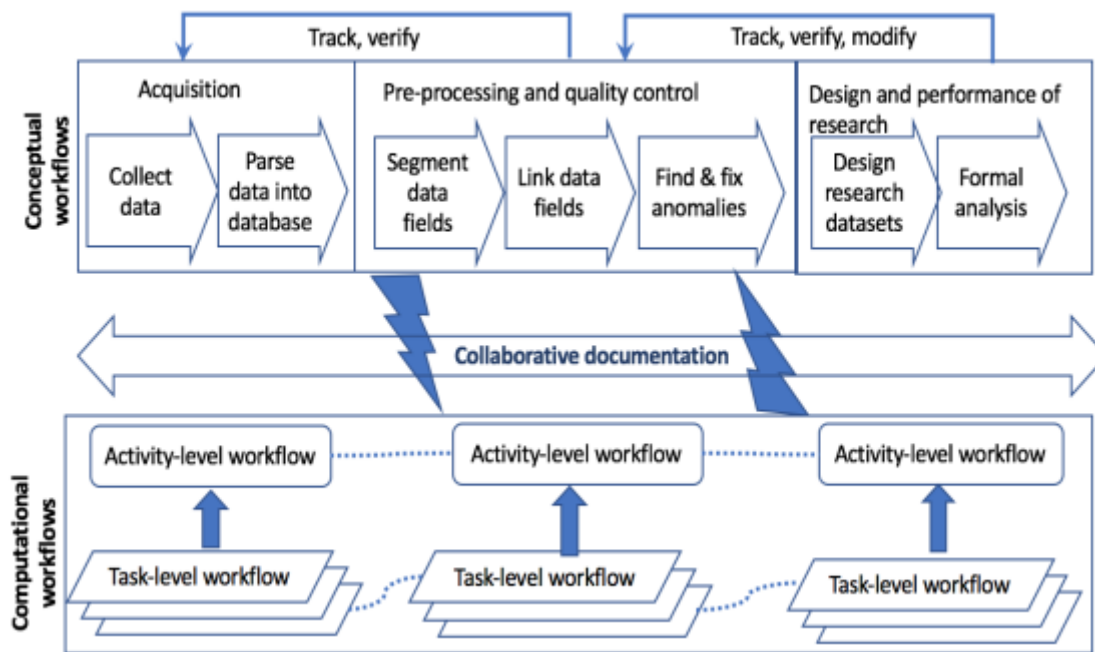 Track, verify
Track, verify, modify
Conceptual
workflows
Acquisition
Collect
data
Parse
data into
database
Pre-processing and quality control
Segment
data
fields
Link data
fields
Find & fix
anomalies
Design and performance of
research
Design
research
datasets
Formal
analysis
Collaborative documentation
Computational
workflows
Activity-level workflow
Activity-level workflow
Activity-level workflow
Task-level workflow
Task-level workflow
Task-level workflow